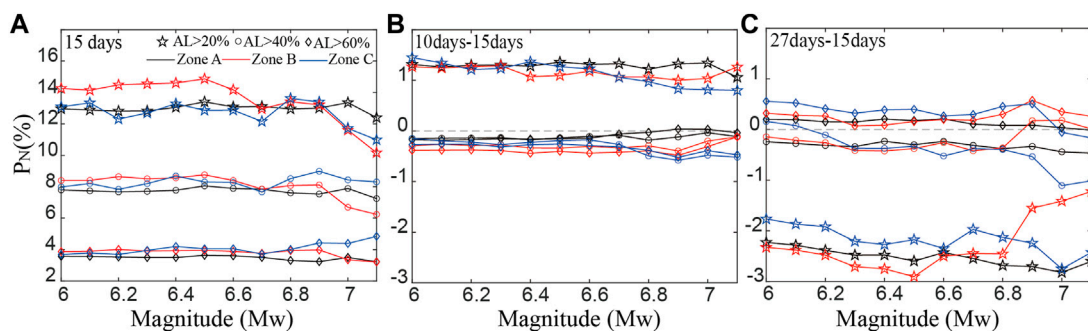 A
15 days
AL>20%
AL>40%
AL>60%
Zone A
Zone B
Zone C
PN(%)
16
14
12
10
8
6
4
2
6
6.2
6.4
6.6
6.8
7
Magnitude (Mw)
B
10days-15days
2
1
0
-1
-2
-3
6
6.2
6.4
6.6
6.8
7
Magnitude (Mw)
C
27days-15days
2
1
0
-1
-2
-3
6
6.2
6.4
6.6
6.8
7
Magnitude (Mw)